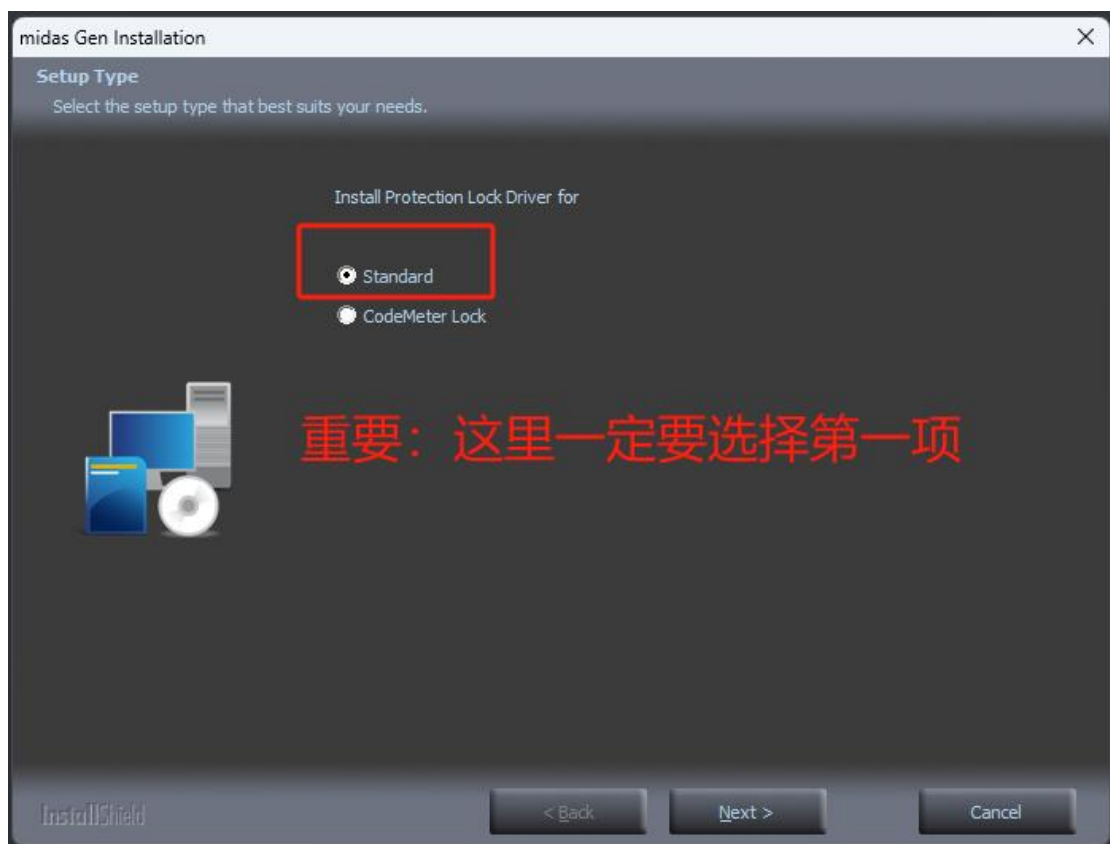 midas Gen Installation
Setup Type
Select the setup type that best suits your needs.
Install Protection Lock Driver for
Standard
CodeMeter Lock
重要：这里一定要选择第一项
InstallShield
< Back
Next >
Cancel